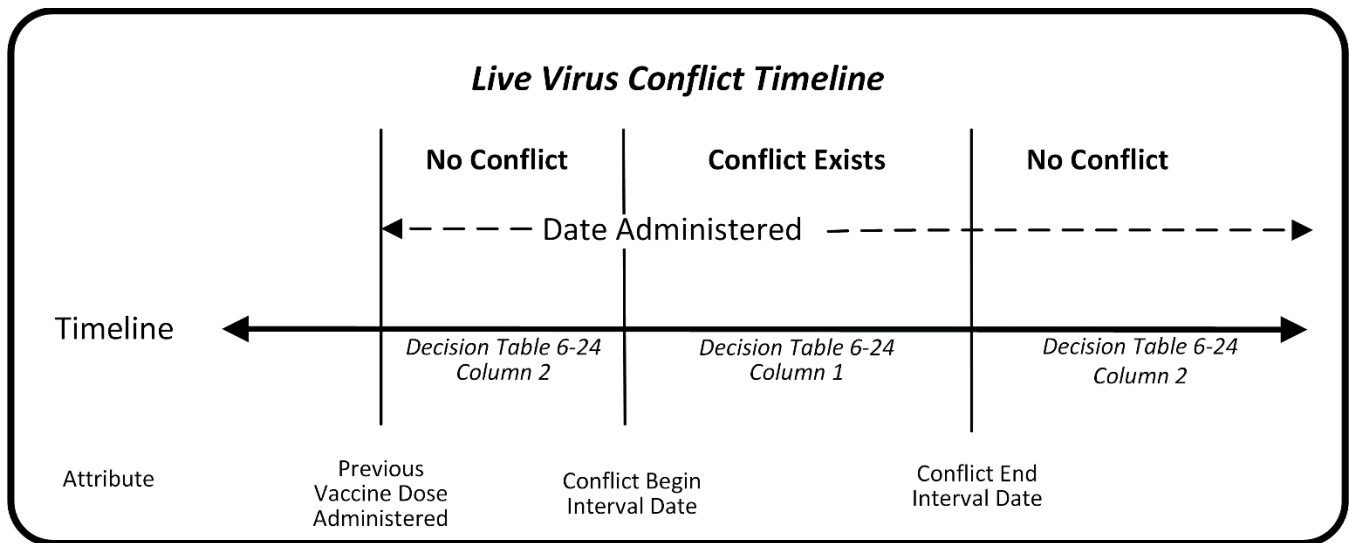 Live Virus Conflict Timeline
No Conflict
Conflict Exists
No Conflict
Date Administered
Timeline
Decision Table 6-24
Column 2
Decision Table 6-24
Column 1
Decision Table 6-24
Column 2
Attribute
Previous
Vaccine Dose
Administered
Conflict Begin
Interval Date
Conflict End
Interval Date